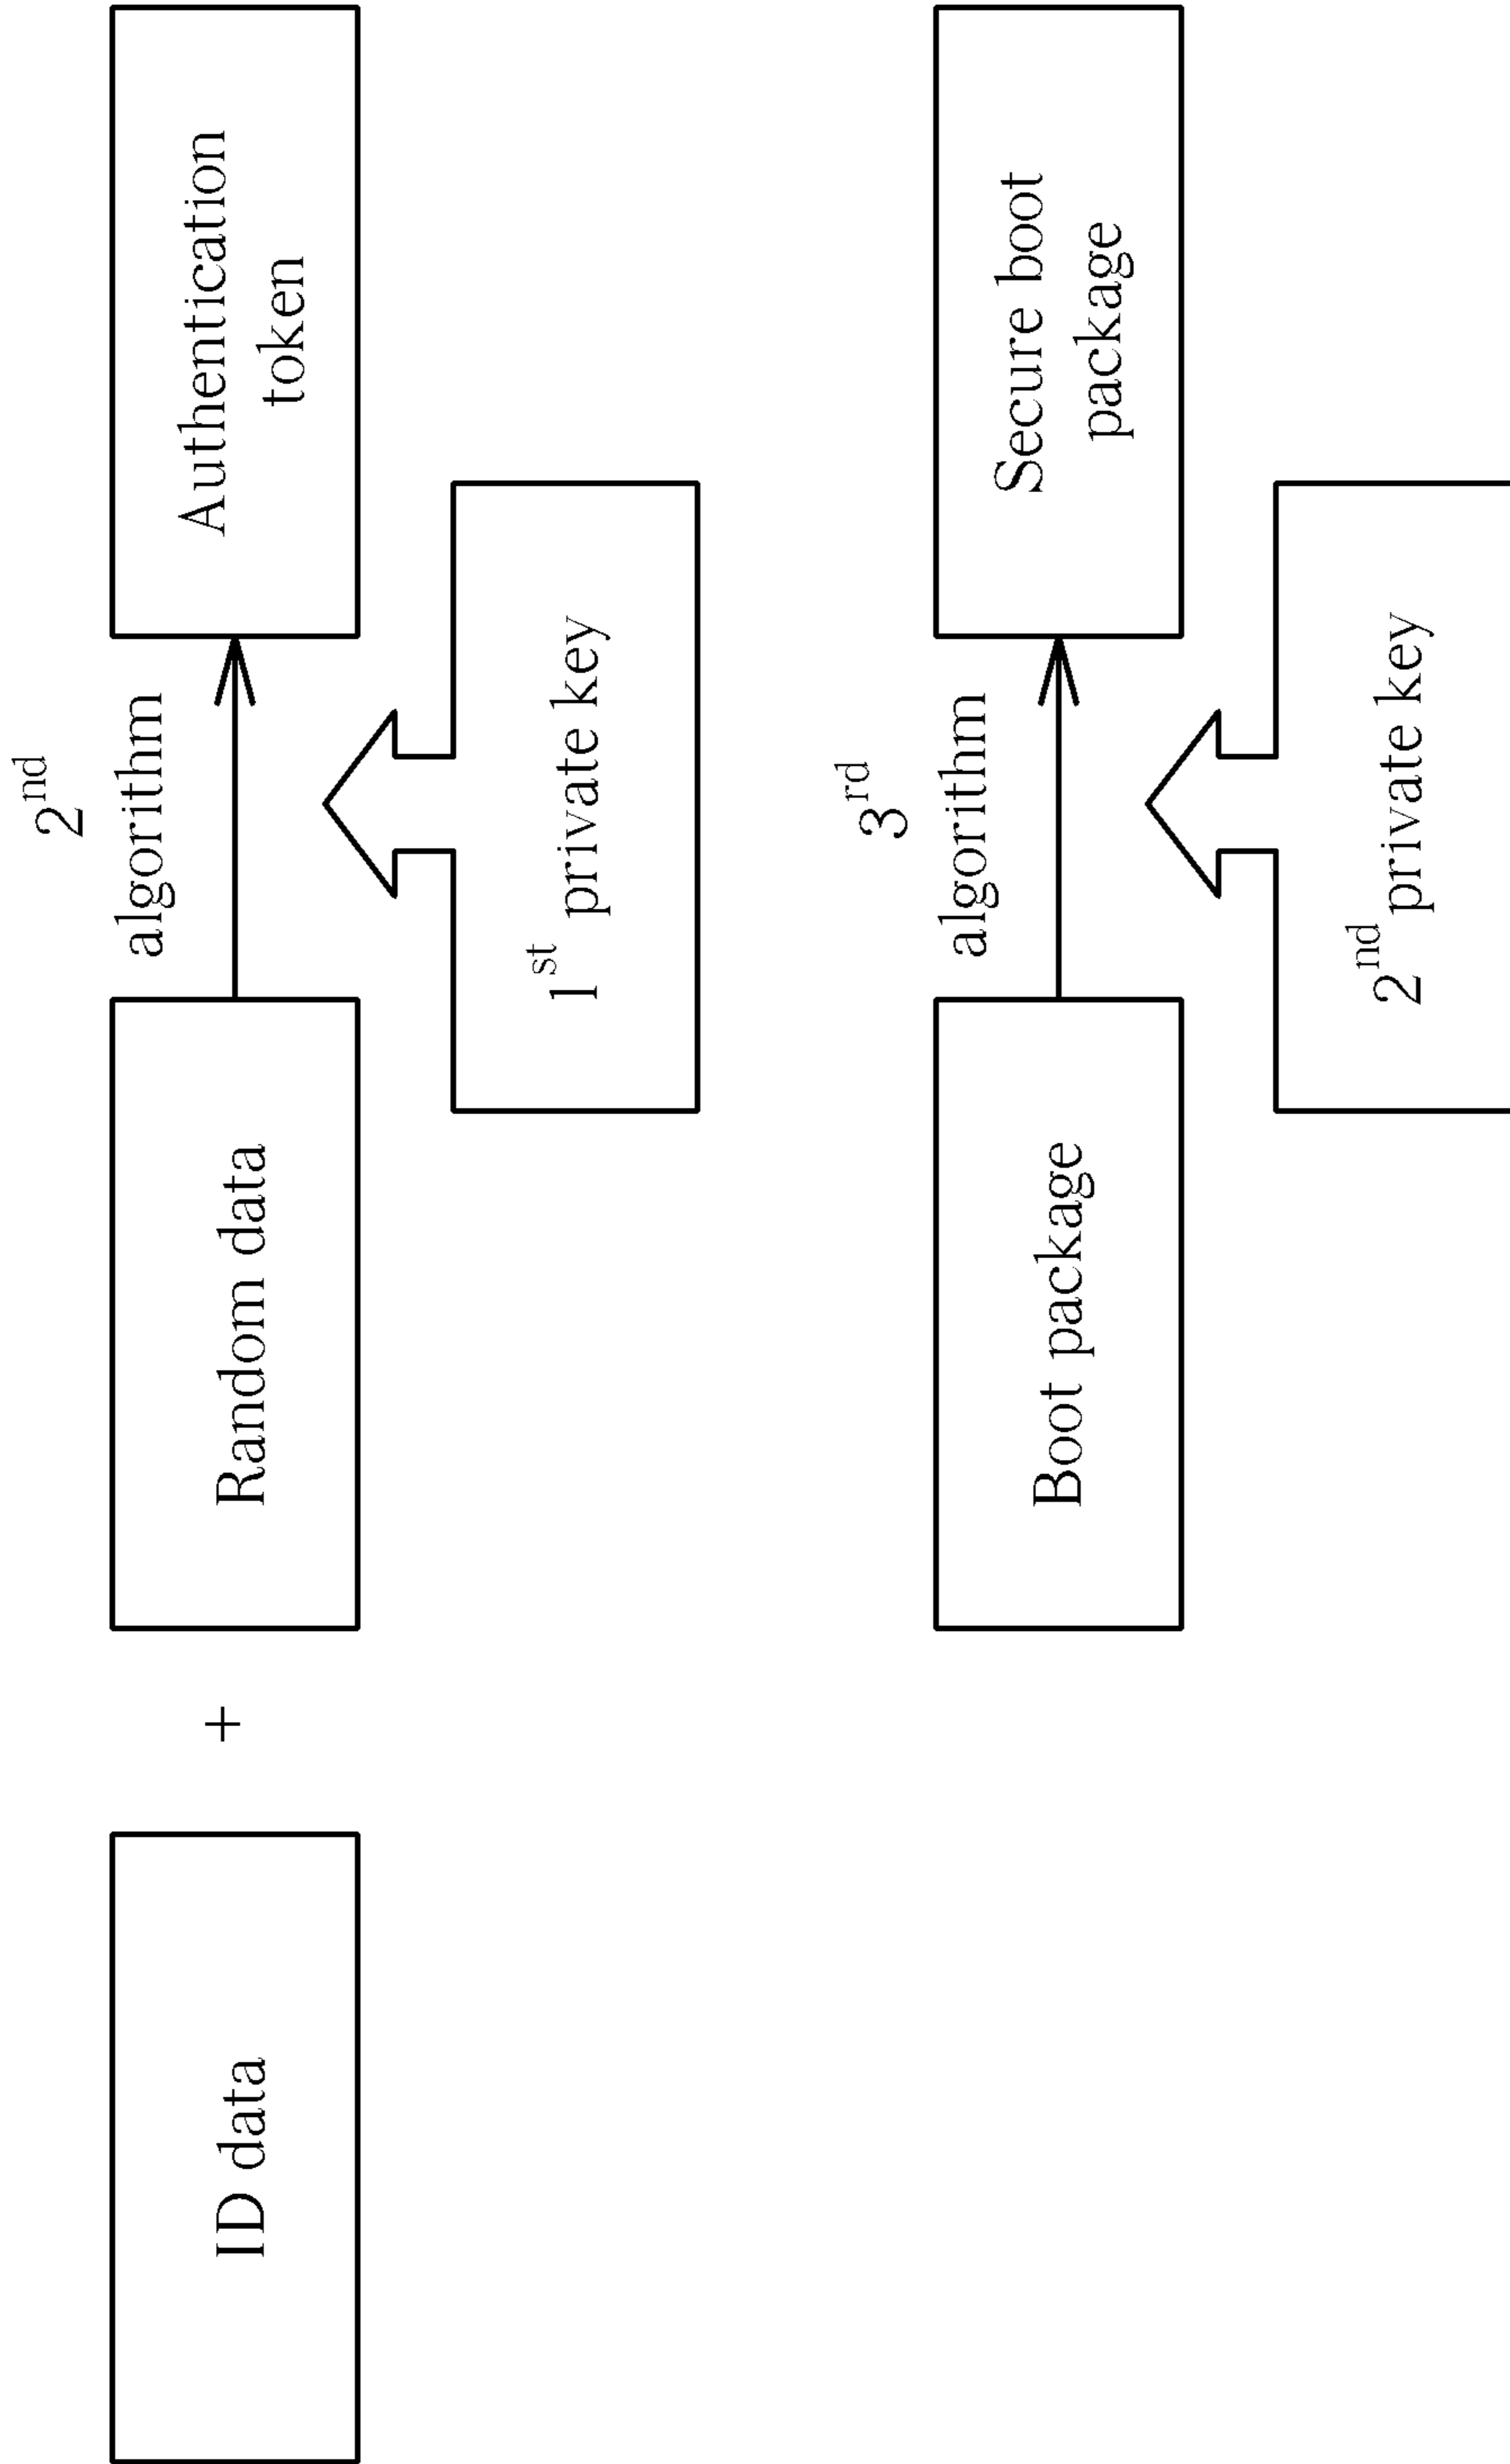 ID data
+
Random data
2nd
algorithm
Authentication
token
1st private key
Boot package
3rd
algorithm
Secure boot
package
2nd private key